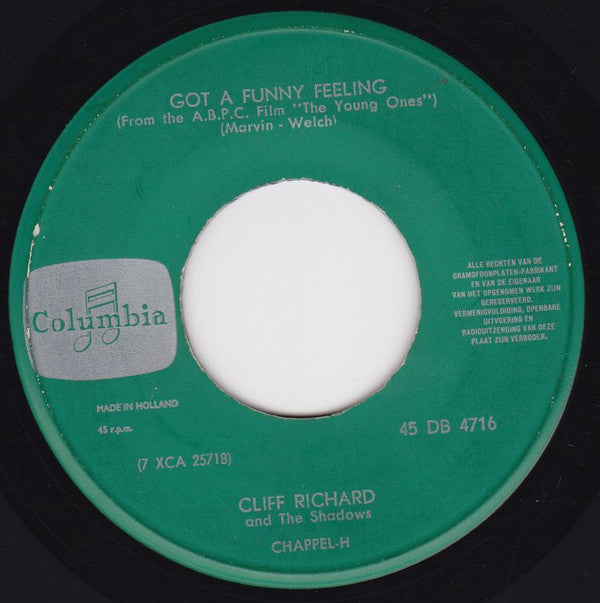 GOT A FUNNY FEELING
(From the A.B.P.C. Film "The Young Ones")
(Marvin - Welch)
Columbia
ALLE RECHTEN VAN DE
GRAMOFOONPLATEN-FABRIKANT
EN VAN DE EIGENAAR
VAN HET OPGENOMEN WERK ZIJN
GERESERVEERD.
VERMENIGVULDIGING, OPENBARE
UITVOERING EN
RADIOUITZENDING VAN DEZE
PLAAT ZIJN VERBODEN.
MADE IN HOLLAND
45 r.p.m.
45 DB 4716
(7 XCA 25718)
CLIFF RICHARD
and The Shadows
CHAPPEL-H